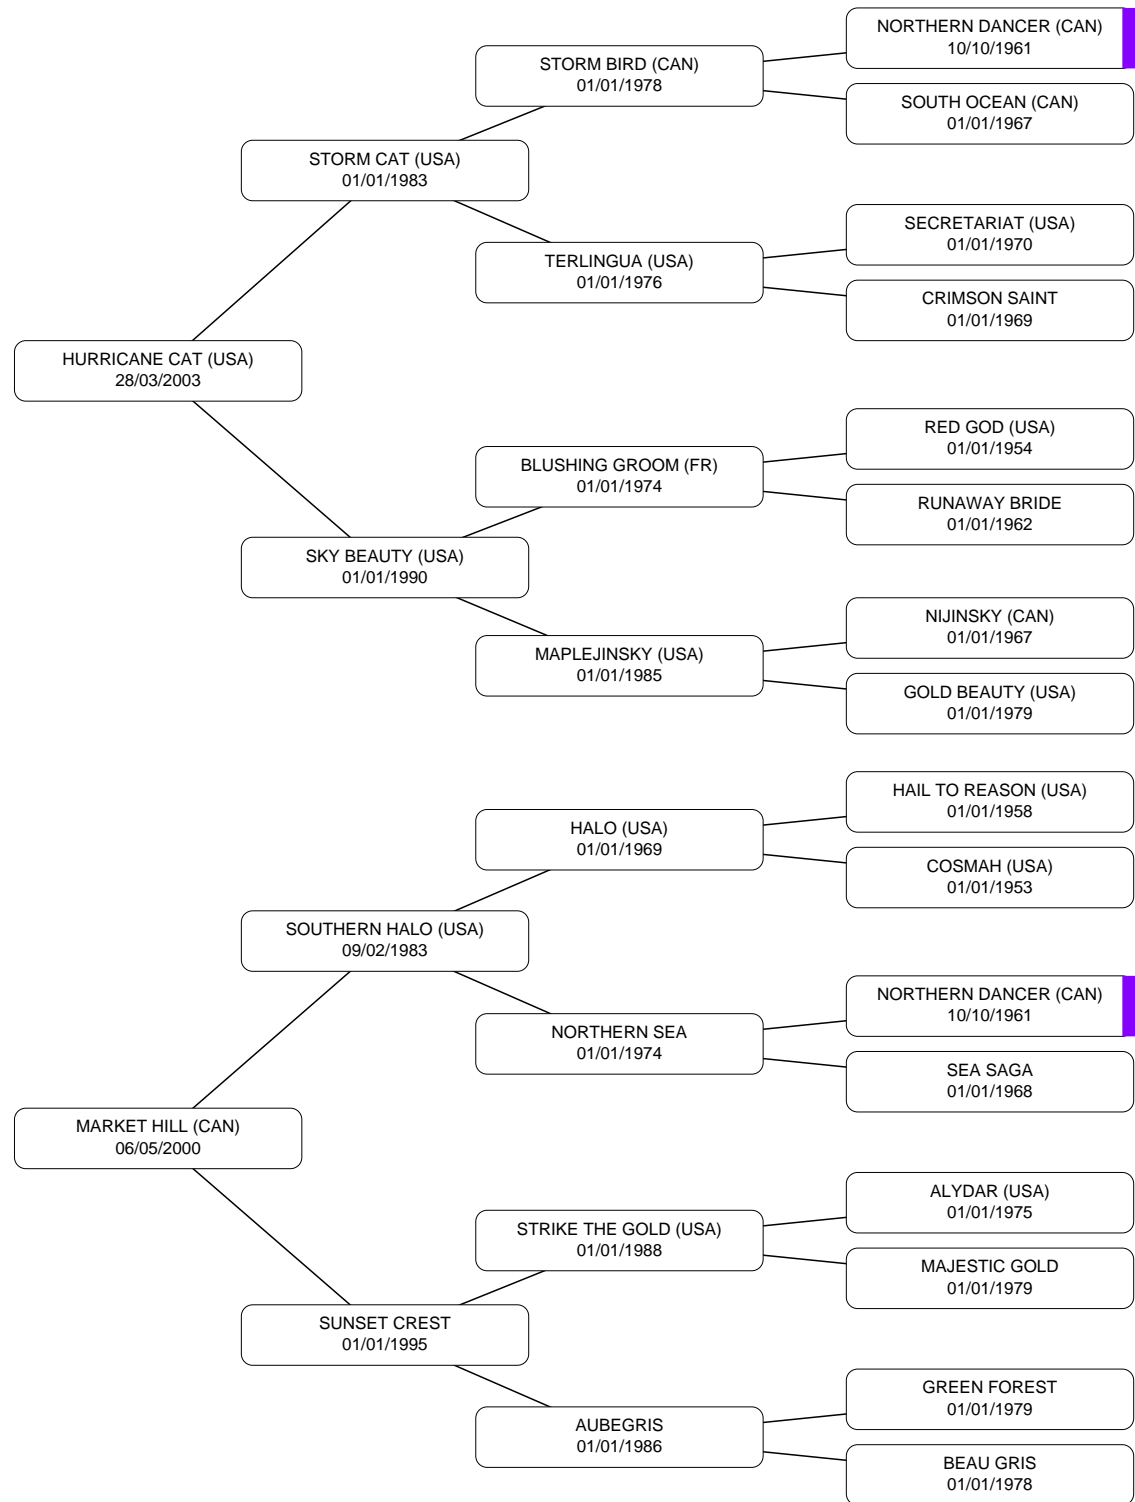 NORTHERN DANCER (CAN)
10/10/1961
STORM BIRD (CAN)
01/01/1978
SOUTH OCEAN (CAN)
01/01/1967
STORM CAT (USA)
01/01/1983
SECRETARIAT (USA)
01/01/1970
TERLINGUA (USA)
01/01/1976
CRIMSON SAINT
01/01/1969
HURRICANE CAT (USA)
28/03/2003
RED GOD (USA)
01/01/1954
BLUSHING GROOM (FR)
01/01/1974
RUNAWAY BRIDE
01/01/1962
SKY BEAUTY (USA)
01/01/1990
NIJINSKY (CAN)
01/01/1967
MAPLEJINSKY (USA)
01/01/1985
GOLD BEAUTY (USA)
01/01/1979
HAIL TO REASON (USA)
01/01/1958
HALO (USA)
01/01/1969
COSMAH (USA)
01/01/1953
SOUTHERN HALO (USA)
09/02/1983
NORTHERN DANCER (CAN)
10/10/1961
NORTHERN SEA
01/01/1974
SEA SAGA
01/01/1968
MARKET HILL (CAN)
06/05/2000
ALYDAR (USA)
01/01/1975
STRIKE THE GOLD (USA)
01/01/1988
MAJESTIC GOLD
01/01/1979
SUNSET CREST
01/01/1995
GREEN FOREST
01/01/1979
AUBEGRIS
01/01/1986
BEAU GRIS
01/01/1978